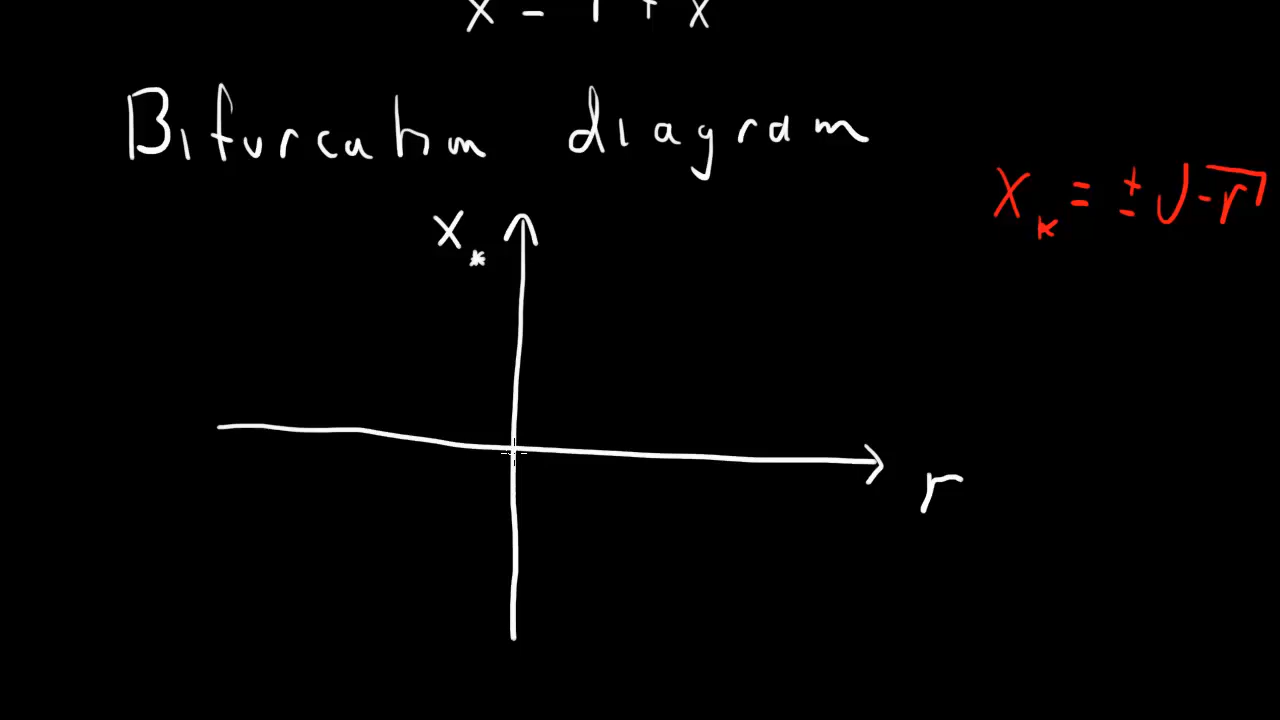 x = r + x
Bifurcation diagram
x* = ± √-r
x*
r